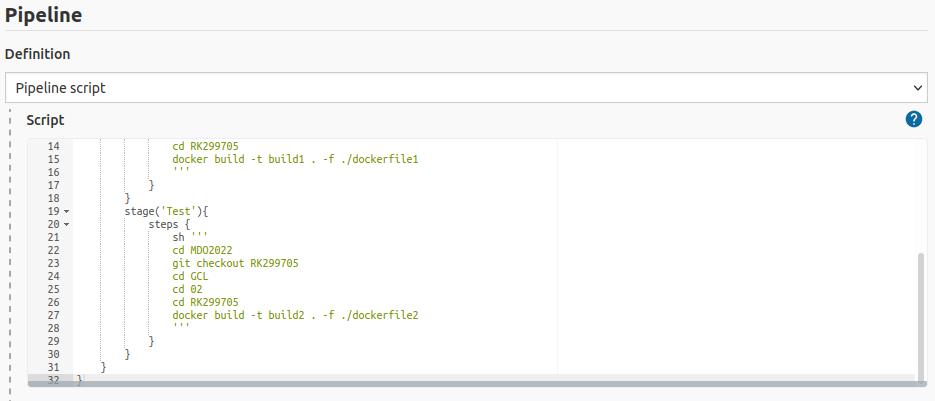 Pipeline
Definition
Pipeline script
Script
?
14 cd RK299705
15 docker build -t build1 . -f ./dockerfile1
16 '''
17 }
18 }
19 stage('Test'){
20 steps {
21 sh '''
22 cd MDO2022
23 git checkout RK299705
24 cd GCL
25 cd 02
26 cd RK299705
27 docker build -t build2 . -f ./dockerfile2
28 '''
29 }
30 }
31 }
32 }